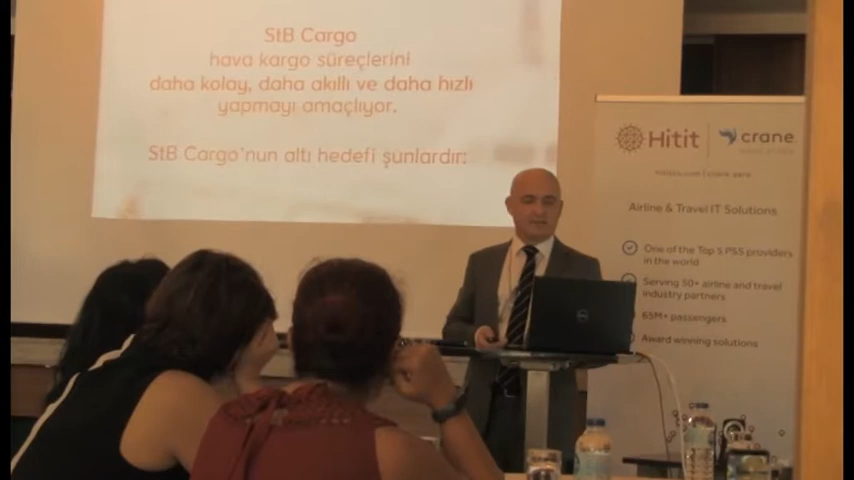 StB Cargo
hava kargo süreçlerini
daha kolay, daha akıllı ve daha hızlı
yapmayı amaçlıyor.
StB Cargo'nun altı hedefi şunlardır:
Hitit
crane
Airline & Travel IT Solutions
One of the Top 5 PSS providers
in the world
Serving 50+ airline and travel
industry partners
65M+ passengers
Award winning solutions
DELL